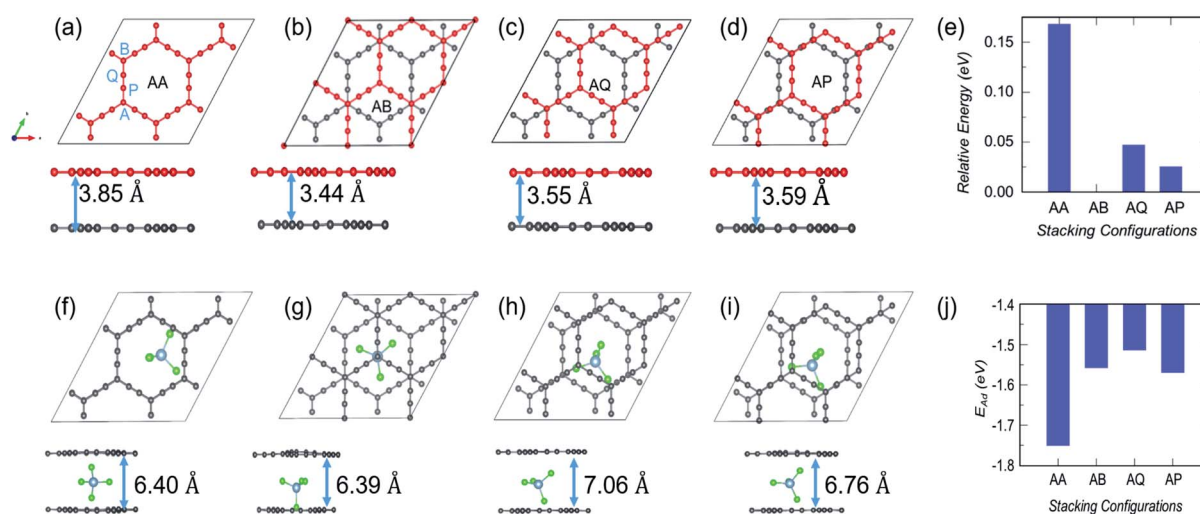 (a)
B
Q
P
A
AA
3.85 Å
(b)
AB
3.44 Å
(c)
AQ
3.55 Å
(d)
AP
3.59 Å
(e)
Relative Energy (eV)
0.15
0.10
0.05
0.00
AA AB AQ AP
Stacking Configurations
(f)
6.40 Å
(g)
6.39 Å
(h)
7.06 Å
(i)
6.76 Å
(j)
E_Ad (eV)
-1.4
-1.5
-1.6
-1.7
-1.8
AA AB AQ AP
Stacking Configurations